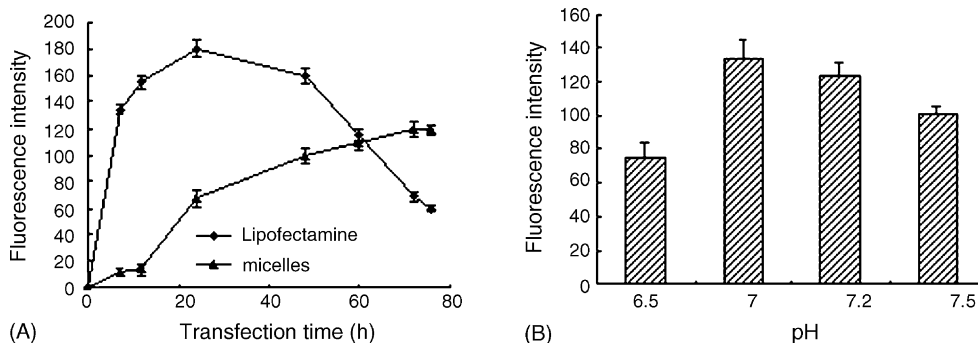 Fluorescence intensity
200
180
160
140
120
100
80
60
40
20
0
0 20 40 60 80
Lipofectamine
micelles
(A) Transfection time (h)
Fluorescence intensity
160
140
120
100
80
60
40
20
0
6.5 7 7.2 7.5
(B) pH